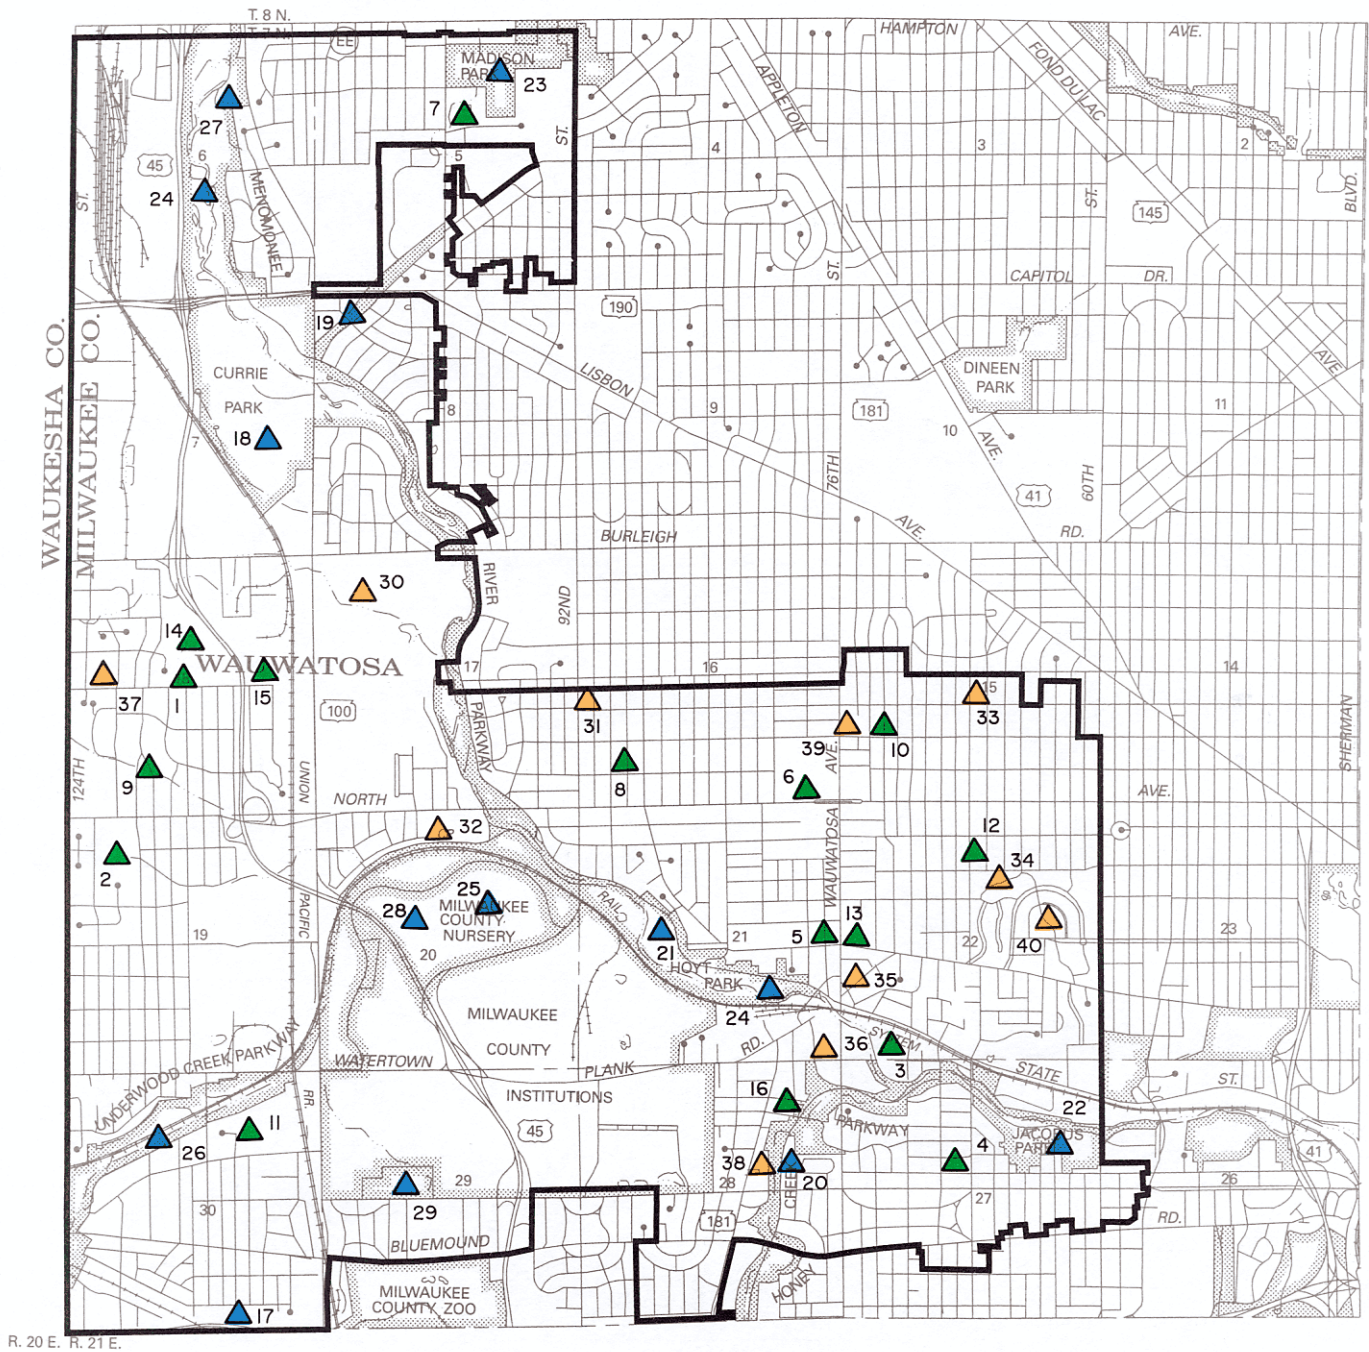 T. 8 N.
T. 7 N.
EE
HAMPTON
AVE.
MADISON
PARK
23
FOND DU LAC
APPLETON
27
7
ST.
45
6
5
4
3
2
24
MENOMONEE
ST.
ST.
145
BLVD.
ST.
CAPITOL
DR.
190
19
WAUKESHA CO.
MILWAUKEE CO.
CURRIE
PARK
LISBON
DINEEN
PARK
AVE.
18
7
8
9
181
10
11
AVE.
76TH
41
60TH
BURLEIGH
AVE.
RD.
30
RIVER
92ND
14
WAUWATOSA
17
16
15
14
37
1
15
100
31
33
PARKWAY
39
AVE.
10
SHERMAN
124TH
9
UNION
8
6
NORTH
AVE.
32
12
2
34
WAUWATOSA
PACIFIC
25
28
MILWAUKEE
COUNTY
NURSERY
RAIL
5
13
19
20
21
21
22
40
23
HOYT
PARK
35
24
MILWAUKEE
COUNTY
INSTITUTIONS
UNDERWOOD CREEK PARKWAY
WATERTOWN
PLANK
RD.
36
SYSTEM
3
STATE
ST.
RR.
16
22
11
45
PARKWAY
JACOBUS
PARK
26
38
4
41
20
CREEK
29
28
27
26
29
30
181
RD.
BLUEMOUND
HONEY
MILWAUKEE
COUNTY ZOO
17
R. 20 E. R. 21 E.